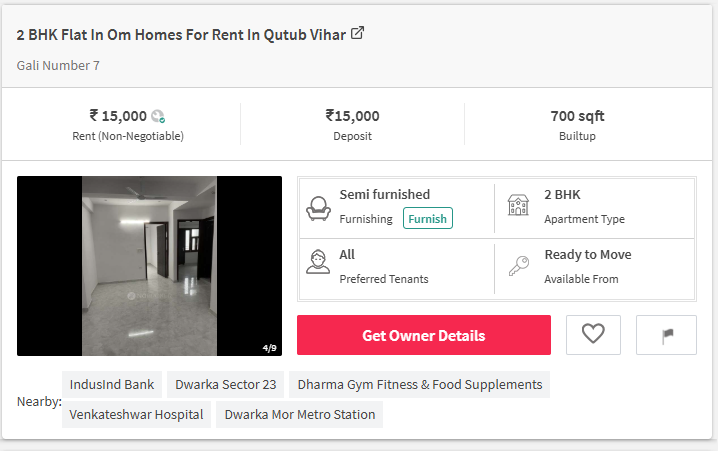 2 BHK Flat In Om Homes For Rent In Qutub Vihar
Gali Number 7
₹ 15,000
Rent (Non-Negotiable)
₹15,000
Deposit
700 sqft
Builtup
4/9
Semi furnished
Furnishing Furnish
2 BHK
Apartment Type
All
Preferred Tenants
Ready to Move
Available From
Get Owner Details
Nearby:
IndusInd Bank Dwarka Sector 23 Dharma Gym Fitness & Food Supplements
Venkateshwar Hospital Dwarka Mor Metro Station